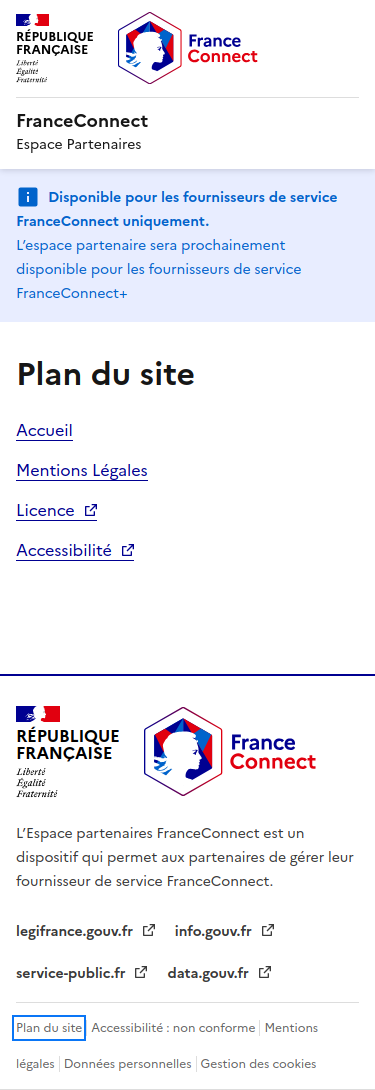 RÉPUBLIQUE
FRANÇAISE
Liberté
Égalité
Fraternité
France
Connect
FranceConnect
Espace Partenaires
Disponible pour les fournisseurs de service
FranceConnect uniquement.
L’espace partenaire sera prochainement
disponible pour les fournisseurs de service
FranceConnect+
Plan du site
Accueil
Mentions Légales
Licence
Accessibilité
RÉPUBLIQUE
FRANÇAISE
Liberté
Égalité
Fraternité
France
Connect
L’Espace partenaires FranceConnect est un
dispositif qui permet aux partenaires de gérer leur
fournisseur de service FranceConnect.
legifrance.gouv.fr info.gouv.fr
service-public.fr data.gouv.fr
Plan du site Accessibilité : non conforme Mentions
légales Données personnelles Gestion des cookies